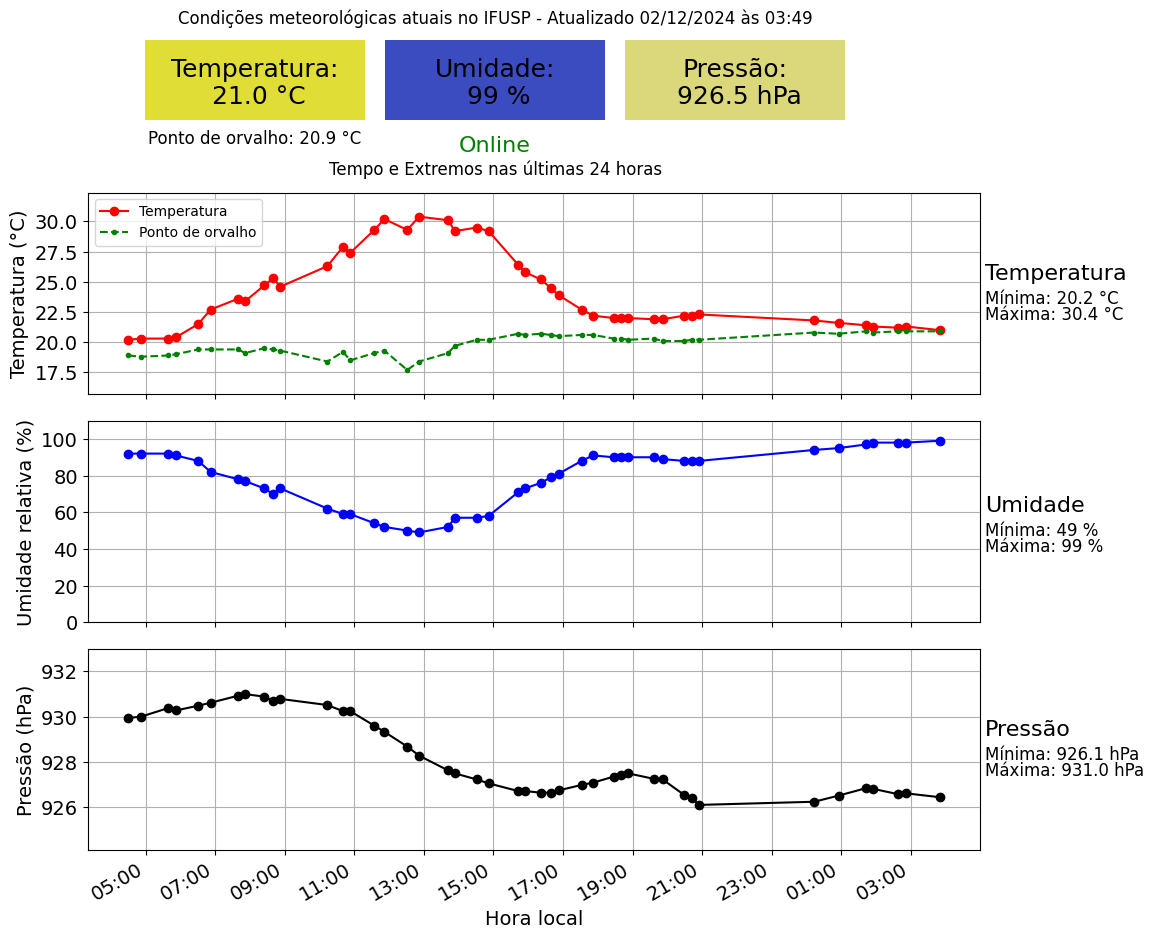 Condições meteorológicas atuais no IFUSP - Atualizado 02/12/2024 às 03:49
Temperatura:
21.0 °C
Umidade:
99 %
Pressão:
926.5 hPa
Ponto de orvalho: 20.9 °C
Online
Tempo e Extremos nas últimas 24 horas
Temperatura (°C)
30.0
27.5
25.0
22.5
20.0
17.5
Temperatura
Ponto de orvalho
Temperatura
Mínima: 20.2 °C
Máxima: 30.4 °C
Umidade relativa (%)
100
80
60
40
20
0
Umidade
Mínima: 49 %
Máxima: 99 %
Pressão (hPa)
932
930
928
926
Pressão
Mínima: 926.1 hPa
Máxima: 931.0 hPa
05:00 07:00 09:00 11:00 13:00 15:00 17:00 19:00 21:00 23:00 01:00 03:00
Hora local